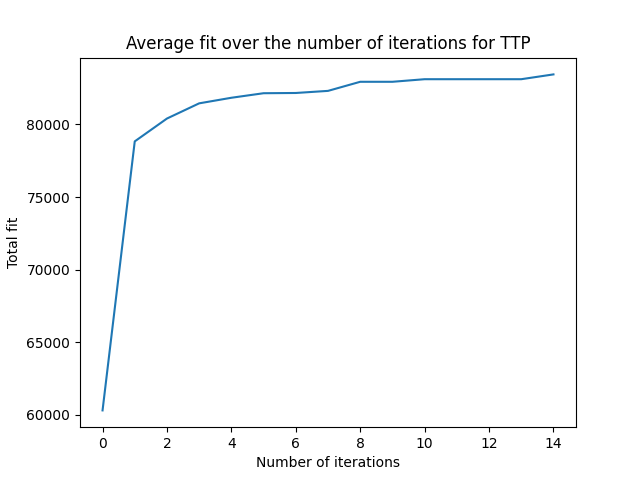 Average fit over the number of iterations for TTP
Total fit
80000
75000
70000
65000
60000
0 2 4 6 8 10 12 14
Number of iterations